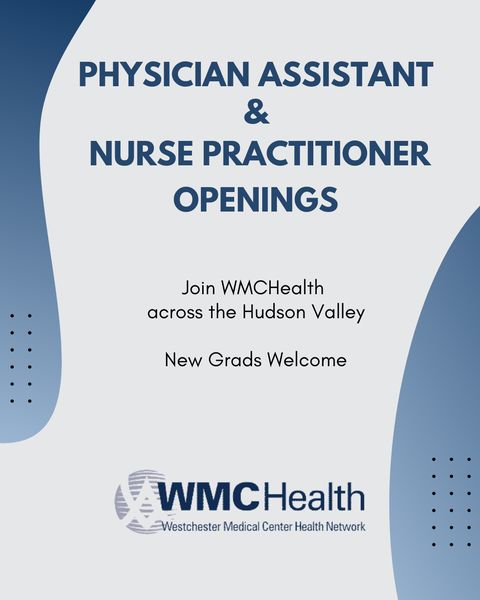 PHYSICIAN ASSISTANT
&
NURSE PRACTITIONER
OPENINGS
Join WMCHealth
across the Hudson Valley
New Grads Welcome
WMCHealth
Westchester Medical Center Health Network